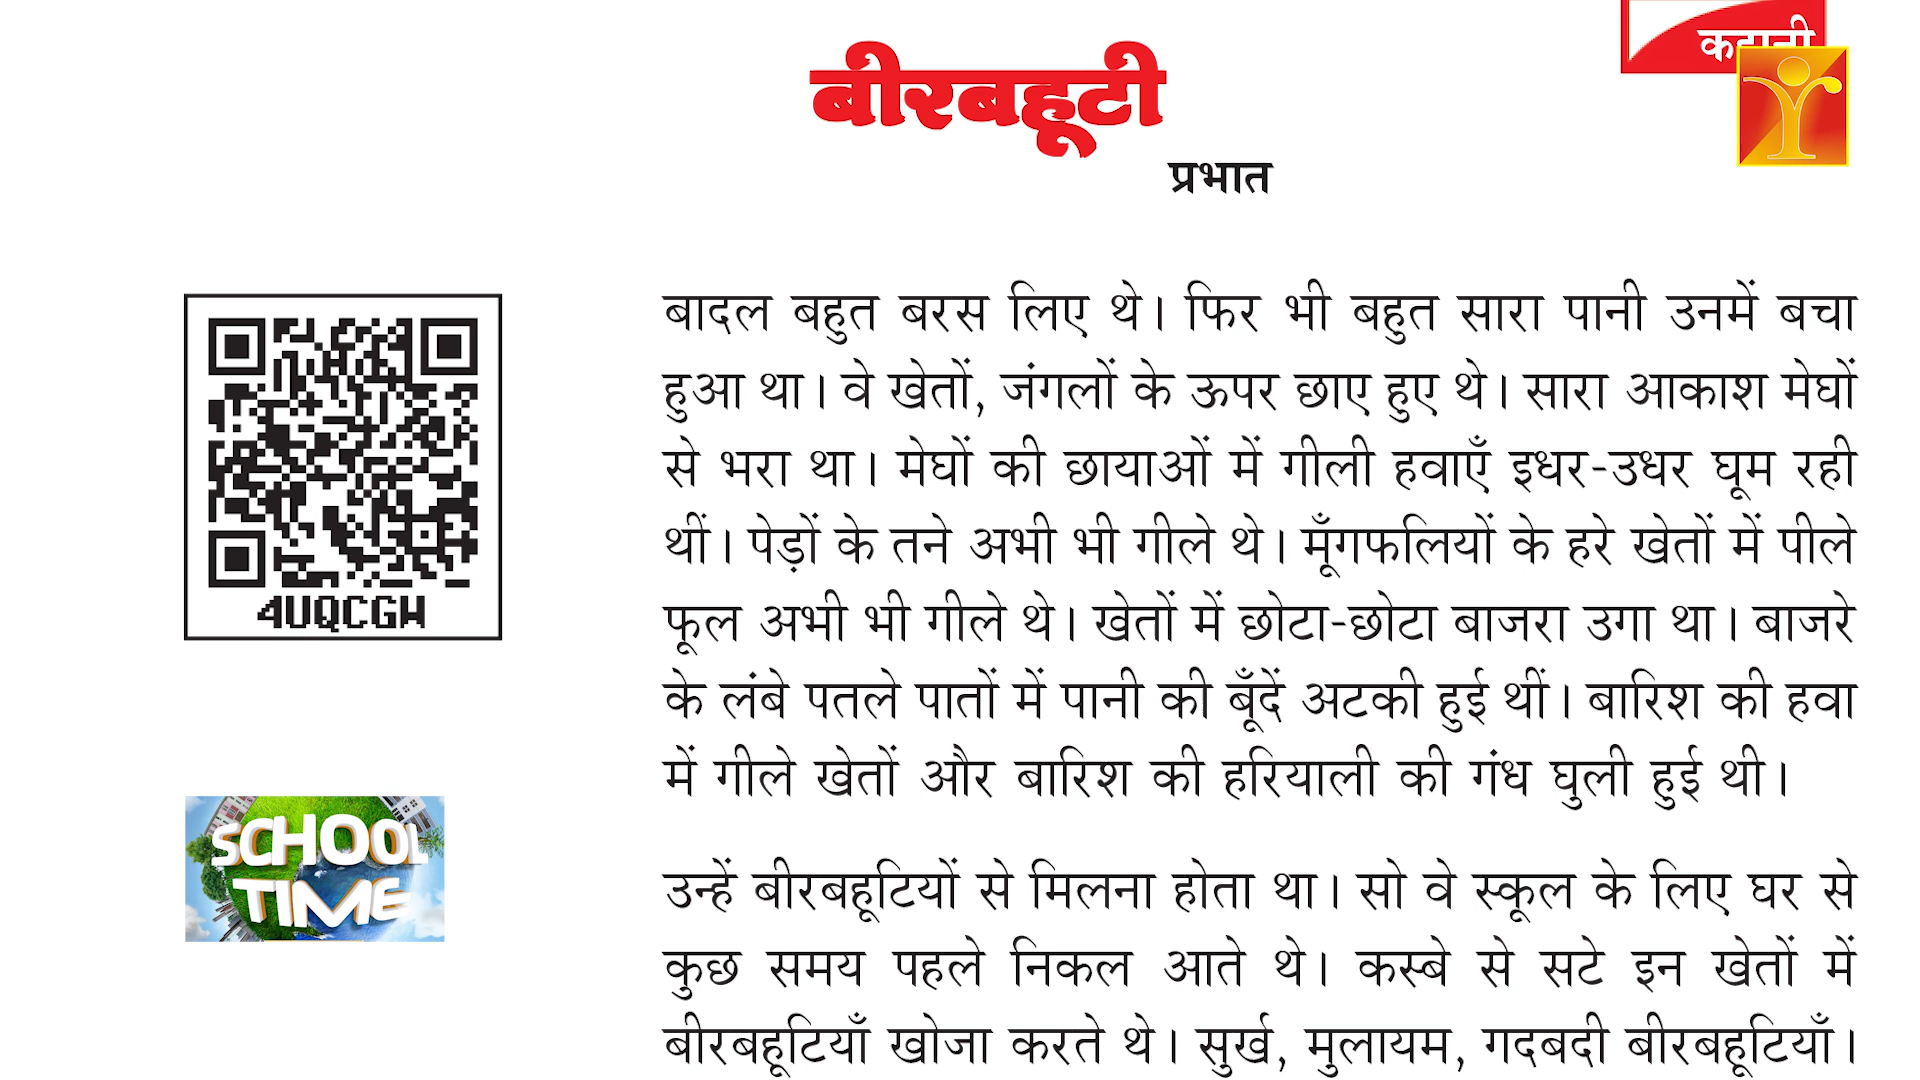 कहानी
बीरबहूटी
प्रभात
बादल बहुत बरस लिए थे। फिर भी बहुत सारा पानी उनमें बचा
हुआ था। वे खेतों, जंगलों के ऊपर छाए हुए थे। सारा आकाश मेघों
से भरा था। मेघों की छायाओं में गीली हवाएँ इधर-उधर घूम रही
थीं। पेड़ों के तने अभी भी गीले थे। मूँगफलियों के हरे खेतों में पीले
फूल अभी भी गीले थे। खेतों में छोटा-छोटा बाजरा उगा था। बाजरे
के लंबे पतले पातों में पानी की बूँदें अटकी हुई थीं। बारिश की हवा
में गीले खेतों और बारिश की हरियाली की गंध घुली हुई थी।
उन्हें बीरबहूटियों से मिलना होता था। सो वे स्कूल के लिए घर से
कुछ समय पहले निकल आते थे। कस्बे से सटे इन खेतों में
बीरबहूटियाँ खोजा करते थे। सुर्ख, मुलायम, गदबदी बीरबहूटियाँ।
4UQCGW
SCHOOL
TIME